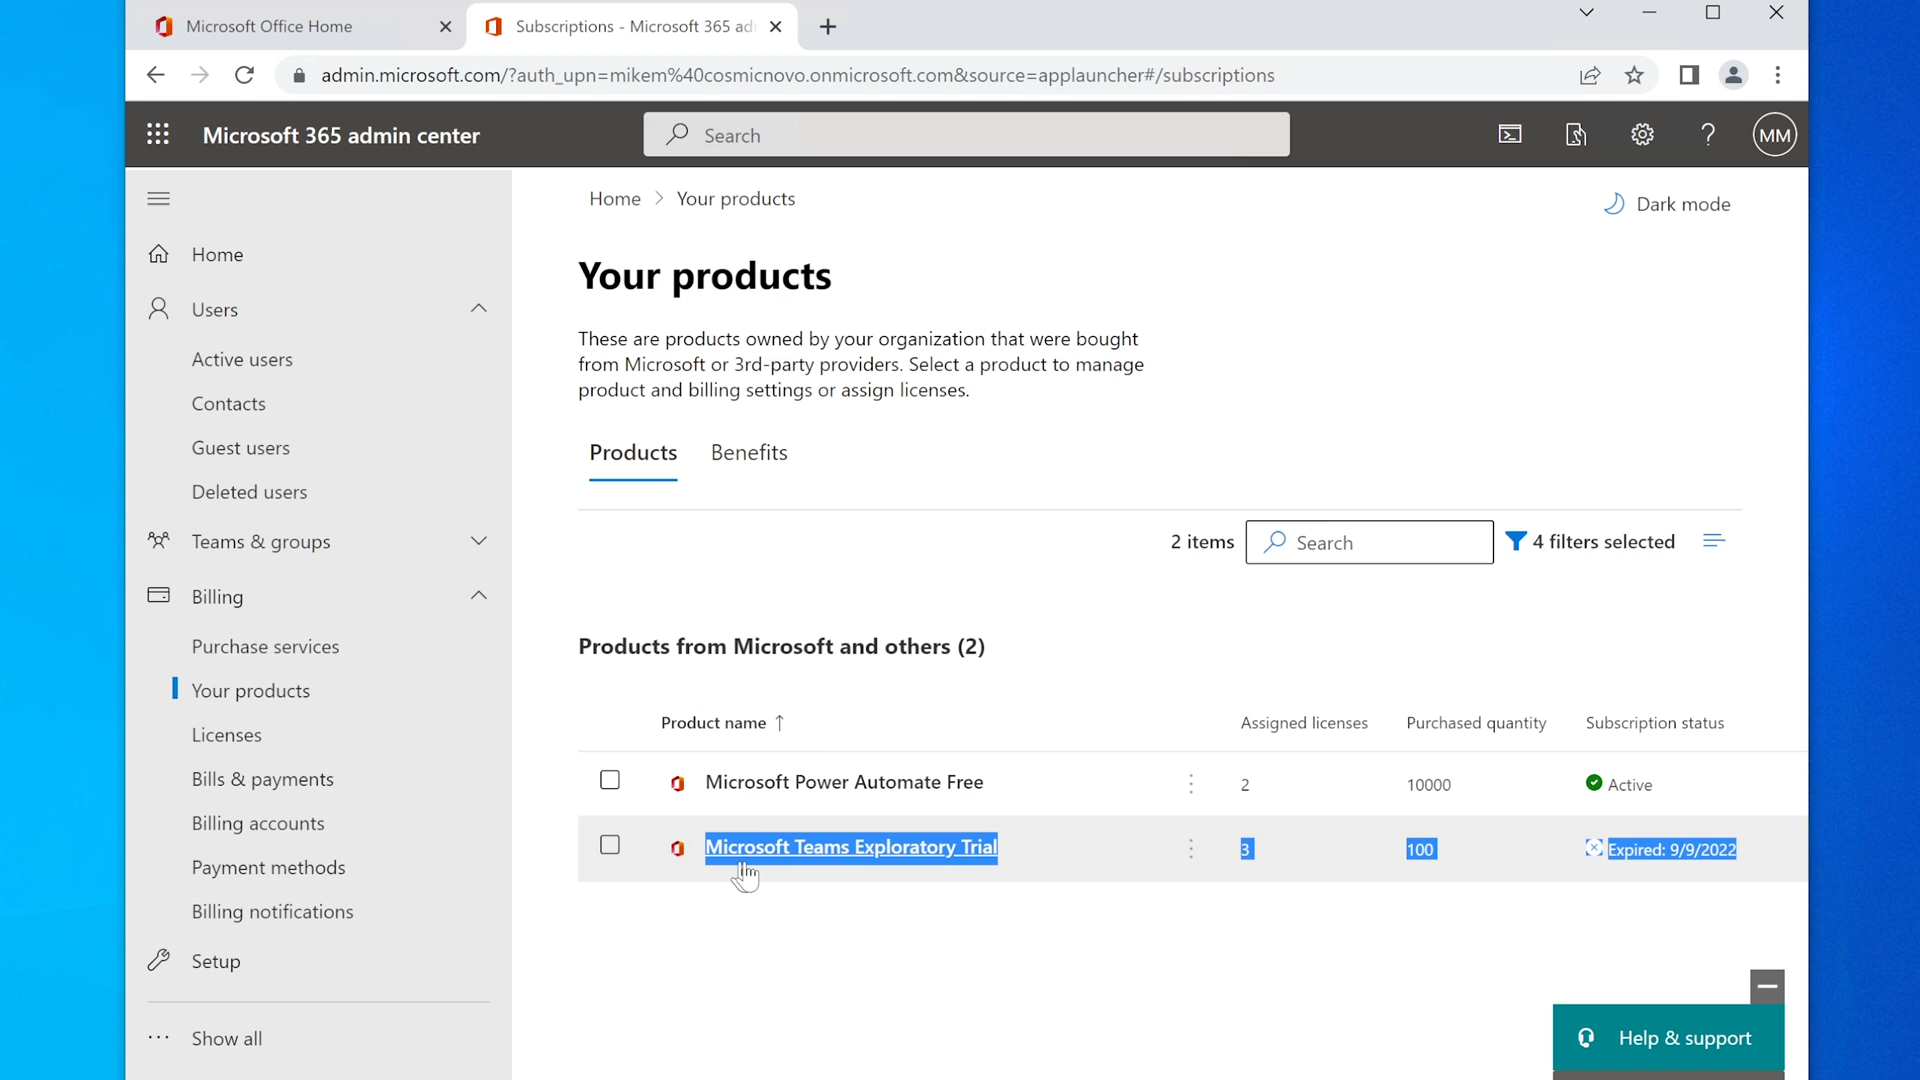 Microsoft Office Home
Subscriptions - Microsoft 365 ad
admin.microsoft.com/?auth_upn=mikem%40cosmicnovo.onmicrosoft.com&source=applauncher#/subscriptions
Microsoft 365 admin center
Search
MM
Home
Users
Active users
Contacts
Guest users
Deleted users
Teams & groups
Billing
Purchase services
Your products
Licenses
Bills & payments
Billing accounts
Payment methods
Billing notifications
Setup
Show all
Home > Your products
Dark mode
Your products
These are products owned by your organization that were bought
from Microsoft or 3rd-party providers. Select a product to manage
product and billing settings or assign licenses.
Products Benefits
2 items Search 4 filters selected
Products from Microsoft and others (2)
Product name ↑ Assigned licenses Purchased quantity Subscription status
Microsoft Power Automate Free 2 10000 Active
Microsoft Teams Exploratory Trial 3 100 Expired: 9/9/2022
Help & support